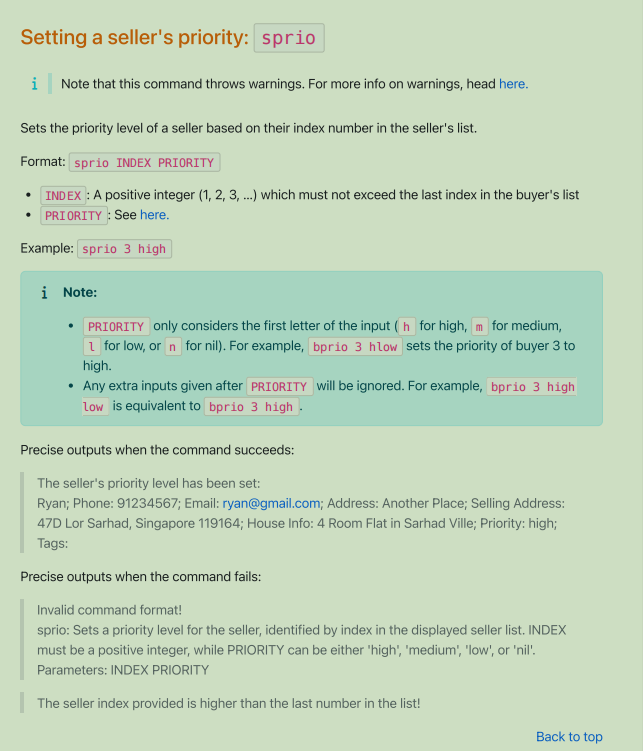 Setting a seller's priority: sprio
i Note that this command throws warnings. For more info on warnings, head here.
Sets the priority level of a seller based on their index number in the seller's list.
Format: sprio INDEX PRIORITY
• INDEX : A positive integer (1, 2, 3, ...) which must not exceed the last index in the buyer's list
• PRIORITY : See here.
Example: sprio 3 high
i Note:
• PRIORITY only considers the first letter of the input ( h for high, m for medium,
l for low, or n for nil). For example, bprio 3 hlow sets the priority of buyer 3 to
high.
• Any extra inputs given after PRIORITY will be ignored. For example, bprio 3 high
low is equivalent to bprio 3 high .
Precise outputs when the command succeeds:
The seller's priority level has been set:
Ryan; Phone: 91234567; Email: ryan@gmail.com; Address: Another Place; Selling Address:
47D Lor Sarhad, Singapore 119164; House Info: 4 Room Flat in Sarhad Ville; Priority: high;
Tags:
Precise outputs when the command fails:
Invalid command format!
sprio: Sets a priority level for the seller, identified by index in the displayed seller list. INDEX
must be a positive integer, while PRIORITY can be either 'high', 'medium', 'low', or 'nil'.
Parameters: INDEX PRIORITY
The seller index provided is higher than the last number in the list!
Back to top